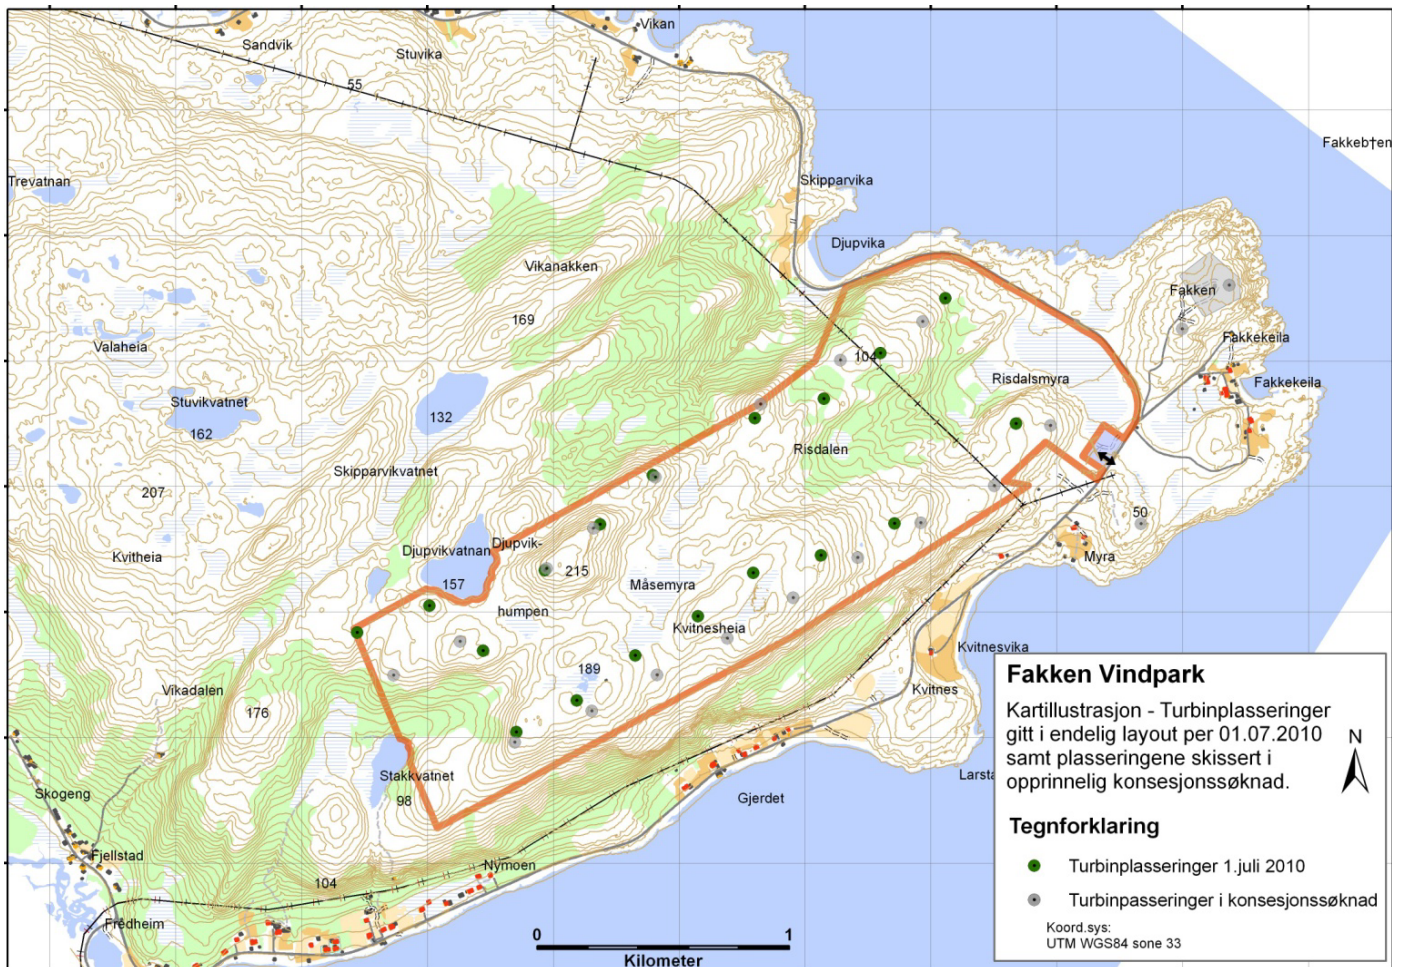 Vikan
Sandvik
Stuvika
55
Fakkeb†en
Trevatnan
Skipparvika
Djupvika
Vikanakken
Fakken
169
Fakkekeila
Valaheia
104
Risdalsmyra
Fakkekeila
Stuvikvatnet
132
162
Risdalen
Skipparvikvatnet
207
50
Kvitheia
Djupvikvatnan
Djupvik-
Myra
157
215
Måsemyra
humpen
Kvitnesheia
Kvitnesvika
189
Vikadalen
Kvitnes
176
Stakkvatnet
Larsta
Skogeng
98
Gjerdet
Fjellstad
Nymoen
104
Fredheim
0 1
Kilometer
Fakken Vindpark
Kartillustrasjon - Turbinplasseringer
gitt i endelig layout per 01.07.2010
samt plasseringene skissert i
opprinnelig konsesjonssøknad.
N
Tegnforklaring
Turbinplasseringer 1.juli 2010
Turbinpasseringer i konsesjonssøknad
Koord.sys:
UTM WGS84 sone 33